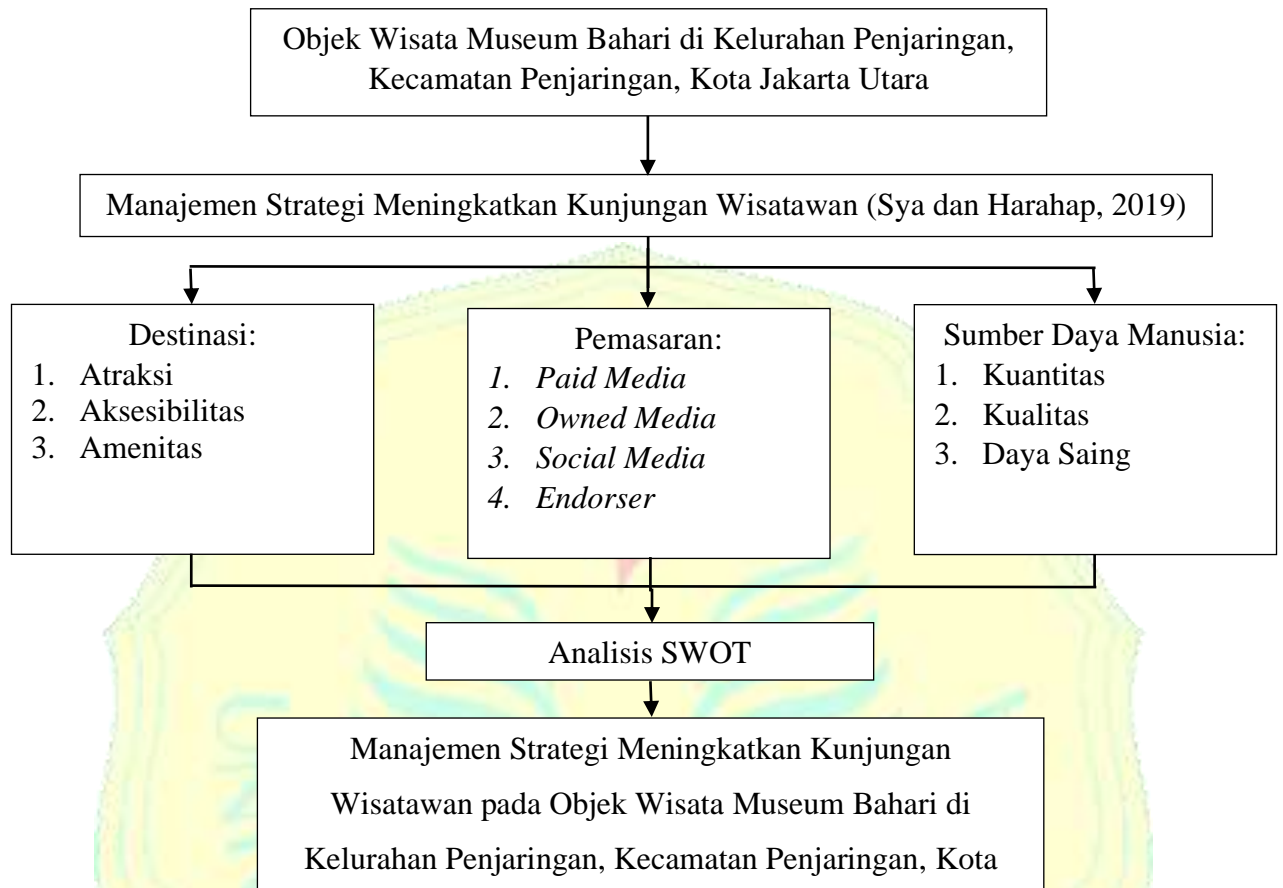 Objek Wisata Museum Bahari di Kelurahan Penjaringan,
Kecamatan Penjaringan, Kota Jakarta Utara
Manajemen Strategi Meningkatkan Kunjungan Wisatawan (Sya dan Harahap, 2019)
Destinasi:
1. Atraksi
2. Aksesibilitas
3. Amenitas
Pemasaran:
1. Paid Media
2. Owned Media
3. Social Media
4. Endorser
Sumber Daya Manusia:
1. Kuantitas
2. Kualitas
3. Daya Saing
Analisis SWOT
Manajemen Strategi Meningkatkan Kunjungan
Wisatawan pada Objek Wisata Museum Bahari di
Kelurahan Penjaringan, Kecamatan Penjaringan, Kota